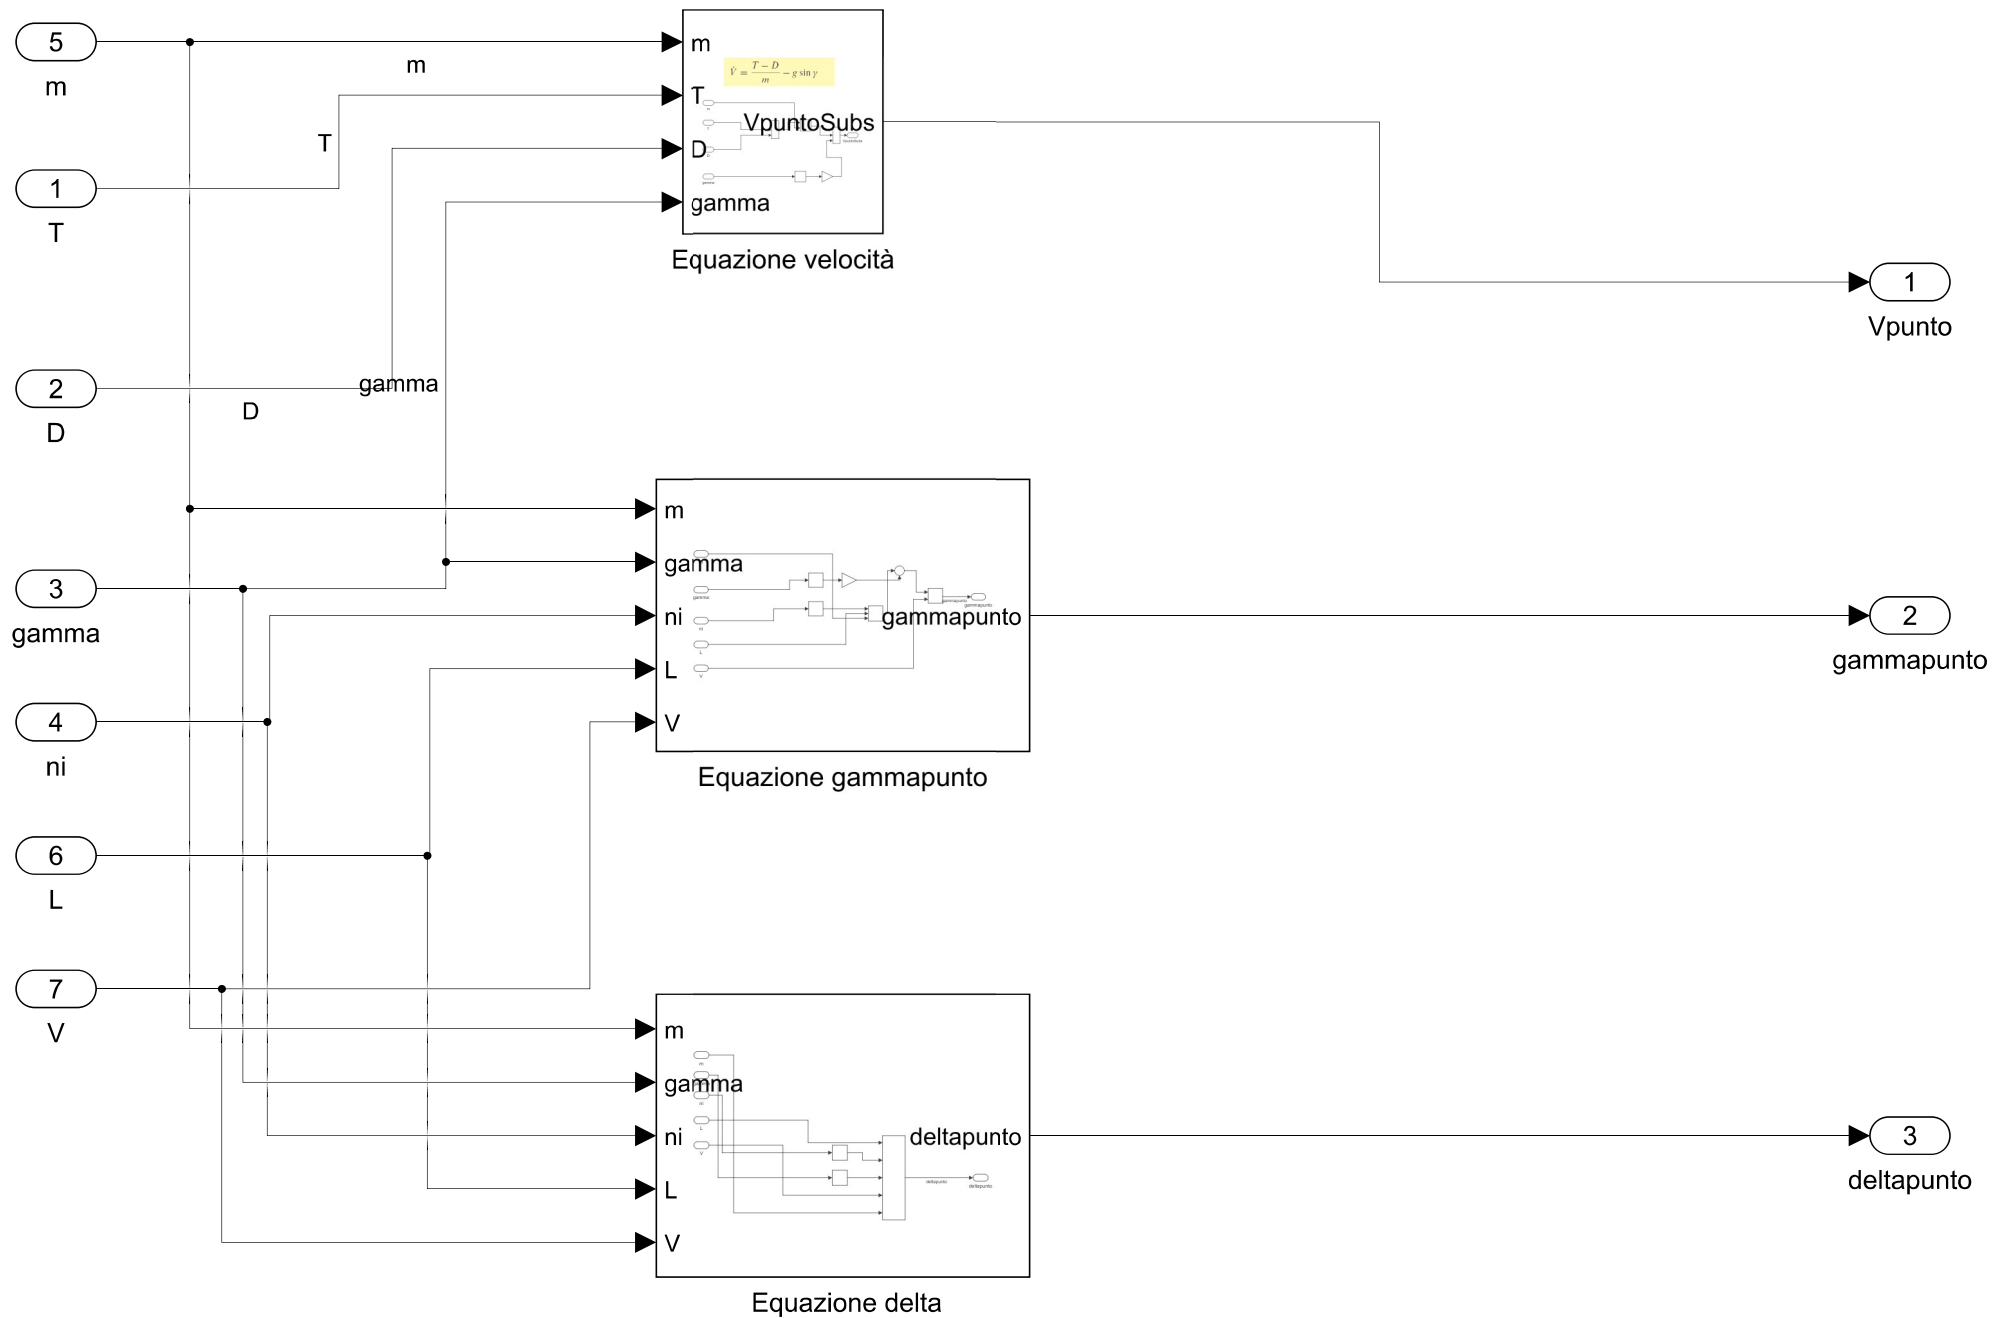 5
m
m
1
T
T
2
D
D
gamma
3
gamma
4
ni
6
L
7
V
m
V̇ = (T − D)/m − g sin γ
T
VpuntoSubs
D
gamma
Equazione velocità
1
Vpunto
m
gamma
ni
gammapunto
L
V
Equazione gammapunto
2
gammapunto
m
gamma
ni
deltapunto
L
V
Equazione delta
3
deltapunto